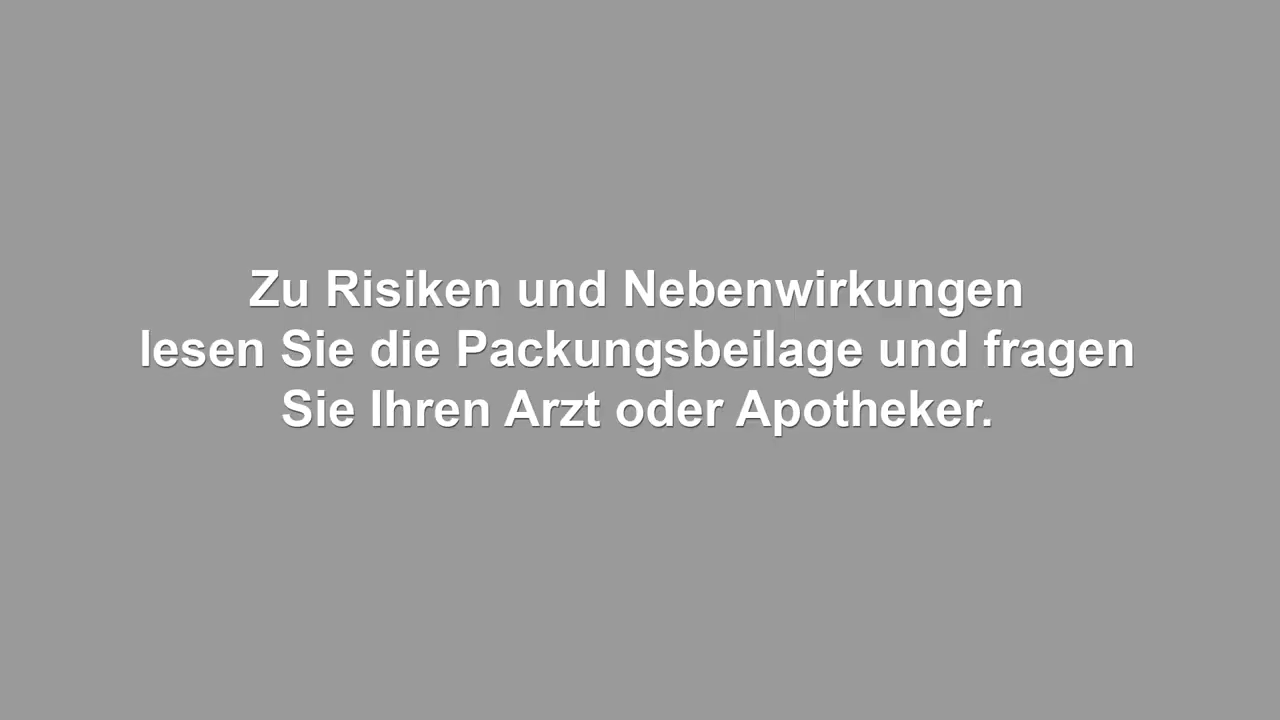 Zu Risiken und Nebenwirkungen
lesen Sie die Packungsbeilage und fragen
Sie Ihren Arzt oder Apotheker.